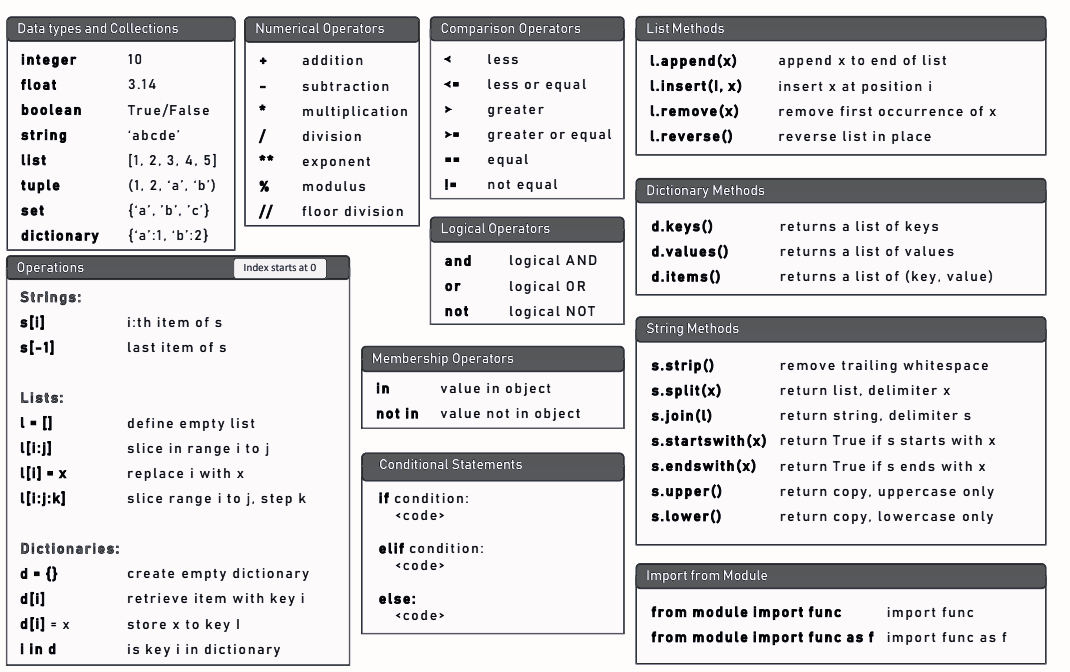 Data types and Collections
integer 10
float 3.14
boolean True/False
string ‘abcde’
list [1, 2, 3, 4, 5]
tuple (1, 2, ‘a’, ‘b’)
set {‘a’, ‘b’, ‘c’}
dictionary {‘a’:1, ‘b’:2}
Numerical Operators
+ addition
- subtraction
* multiplication
/ division
** exponent
% modulus
// floor division
Comparison Operators
< less
<= less or equal
> greater
>= greater or equal
== equal
!= not equal
Logical Operators
and logical AND
or logical OR
not logical NOT
Operations Index starts at 0
Strings:
s[i] i:th item of s
s[-1] last item of s
Lists:
l = [] define empty list
l[i:j] slice in range i to j
l[i] = x replace i with x
l[i:j:k] slice range i to j, step k
Dictionaries:
d = {} create empty dictionary
d[i] retrieve item with key i
d[i] = x store x to key I
i in d is key i in dictionary
Membership Operators
in value in object
not in value not in object
Conditional Statements
if condition:
<code>
elif condition:
<code>
else:
<code>
List Methods
l.append(x) append x to end of list
l.insert(I, x) insert x at position i
l.remove(x) remove first occurrence of x
l.reverse() reverse list in place
Dictionary Methods
d.keys() returns a list of keys
d.values() returns a list of values
d.items() returns a list of (key, value)
String Methods
s.strip() remove trailing whitespace
s.split(x) return list, delimiter x
s.join(l) return string, delimiter s
s.startswith(x) return True if s starts with x
s.endswith(x) return True if s ends with x
s.upper() return copy, uppercase only
s.lower() return copy, lowercase only
Import from Module
from module import func import func
from module import func as f import func as f